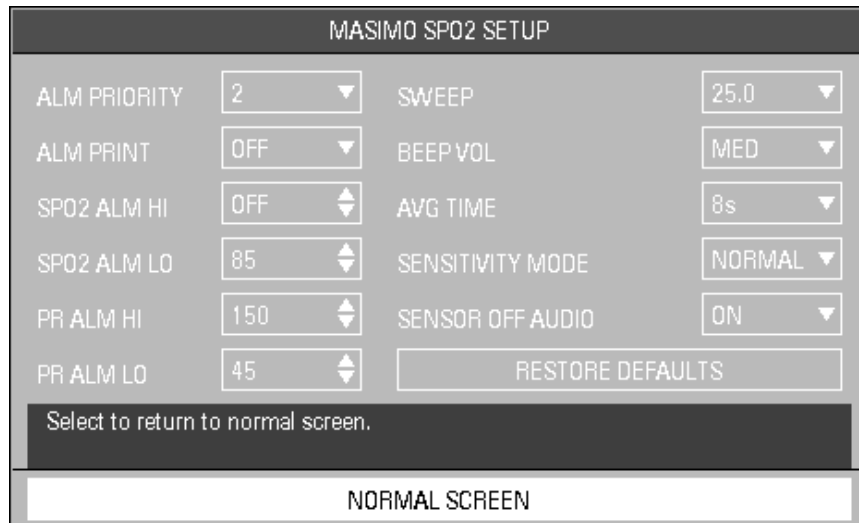 MASIMO SPO2 SETUP
ALM PRIORITY 2 SWEEP 25.0
ALM PRINT OFF BEEP VOL MED
SPO2 ALM HI OFF AVG TIME 8s
SPO2 ALM LO 85 SENSITIVITY MODE NORMAL
PR ALM HI 150 SENSOR OFF AUDIO ON
PR ALM LO 45 RESTORE DEFAULTS
Select to return to normal screen.
NORMAL SCREEN